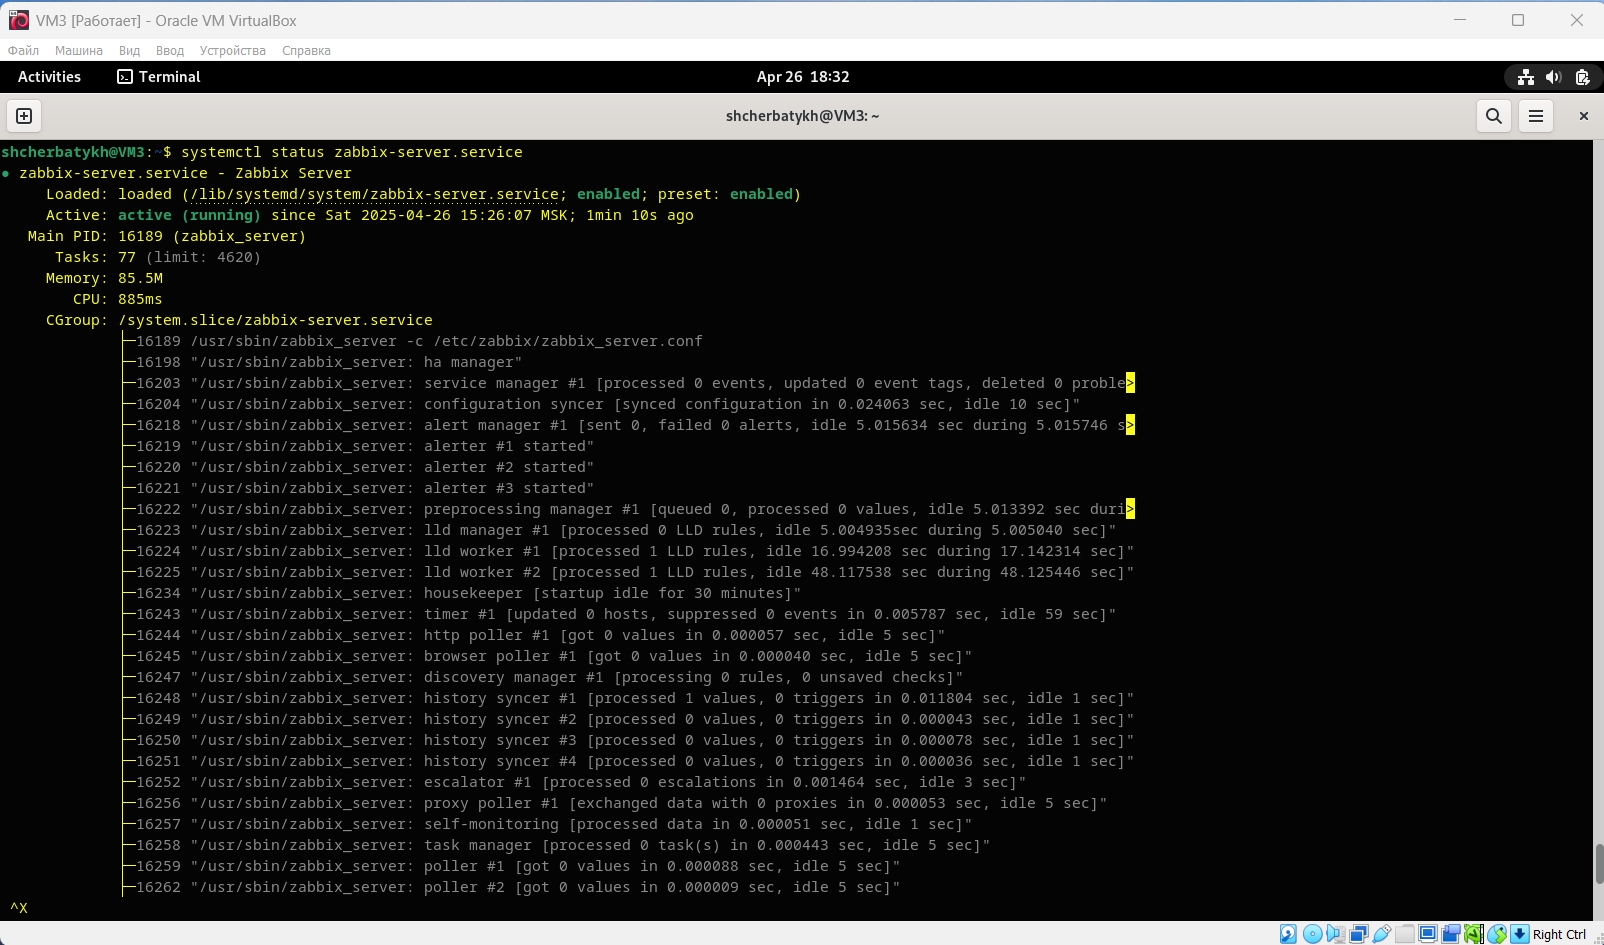 VM3 [Работает] - Oracle VM VirtualBox
Файл Машина Вид Ввод Устройства Справка
Activities Terminal Apr 26 18:32
shcherbatykh@VM3: ~
shcherbatykh@VM3:~$ systemctl status zabbix-server.service
● zabbix-server.service - Zabbix Server
Loaded: loaded (/lib/systemd/system/zabbix-server.service; enabled; preset: enabled)
Active: active (running) since Sat 2025-04-26 15:26:07 MSK; 1min 10s ago
Main PID: 16189 (zabbix_server)
Tasks: 77 (limit: 4620)
Memory: 85.5M
CPU: 885ms
CGroup: /system.slice/zabbix-server.service
├─16189 /usr/sbin/zabbix_server -c /etc/zabbix/zabbix_server.conf
├─16198 "/usr/sbin/zabbix_server: ha manager"
├─16203 "/usr/sbin/zabbix_server: service manager #1 [processed 0 events, updated 0 event tags, deleted 0 proble>
├─16204 "/usr/sbin/zabbix_server: configuration syncer [synced configuration in 0.024063 sec, idle 10 sec]"
├─16218 "/usr/sbin/zabbix_server: alert manager #1 [sent 0, failed 0 alerts, idle 5.015634 sec during 5.015746 s>
├─16219 "/usr/sbin/zabbix_server: alerter #1 started"
├─16220 "/usr/sbin/zabbix_server: alerter #2 started"
├─16221 "/usr/sbin/zabbix_server: alerter #3 started"
├─16222 "/usr/sbin/zabbix_server: preprocessing manager #1 [queued 0, processed 0 values, idle 5.013392 sec duri>
├─16223 "/usr/sbin/zabbix_server: lld manager #1 [processed 0 LLD rules, idle 5.004935sec during 5.005040 sec]"
├─16224 "/usr/sbin/zabbix_server: lld worker #1 [processed 1 LLD rules, idle 16.994208 sec during 17.142314 sec]"
├─16225 "/usr/sbin/zabbix_server: lld worker #2 [processed 1 LLD rules, idle 48.117538 sec during 48.125446 sec]"
├─16234 "/usr/sbin/zabbix_server: housekeeper [startup idle for 30 minutes]"
├─16243 "/usr/sbin/zabbix_server: timer #1 [updated 0 hosts, suppressed 0 events in 0.005787 sec, idle 59 sec]"
├─16244 "/usr/sbin/zabbix_server: http poller #1 [got 0 values in 0.000057 sec, idle 5 sec]"
├─16245 "/usr/sbin/zabbix_server: browser poller #1 [got 0 values in 0.000040 sec, idle 5 sec]"
├─16247 "/usr/sbin/zabbix_server: discovery manager #1 [processing 0 rules, 0 unsaved checks]"
├─16248 "/usr/sbin/zabbix_server: history syncer #1 [processed 1 values, 0 triggers in 0.011804 sec, idle 1 sec]"
├─16249 "/usr/sbin/zabbix_server: history syncer #2 [processed 0 values, 0 triggers in 0.000043 sec, idle 1 sec]"
├─16250 "/usr/sbin/zabbix_server: history syncer #3 [processed 0 values, 0 triggers in 0.000078 sec, idle 1 sec]"
├─16251 "/usr/sbin/zabbix_server: history syncer #4 [processed 0 values, 0 triggers in 0.000036 sec, idle 1 sec]"
├─16252 "/usr/sbin/zabbix_server: escalator #1 [processed 0 escalations in 0.001464 sec, idle 3 sec]"
├─16256 "/usr/sbin/zabbix_server: proxy poller #1 [exchanged data with 0 proxies in 0.000053 sec, idle 5 sec]"
├─16257 "/usr/sbin/zabbix_server: self-monitoring [processed data in 0.000051 sec, idle 1 sec]"
├─16258 "/usr/sbin/zabbix_server: task manager [processed 0 task(s) in 0.000443 sec, idle 5 sec]"
├─16259 "/usr/sbin/zabbix_server: poller #1 [got 0 values in 0.000088 sec, idle 5 sec]"
├─16262 "/usr/sbin/zabbix_server: poller #2 [got 0 values in 0.000009 sec, idle 5 sec]"
^X
Right Ctrl